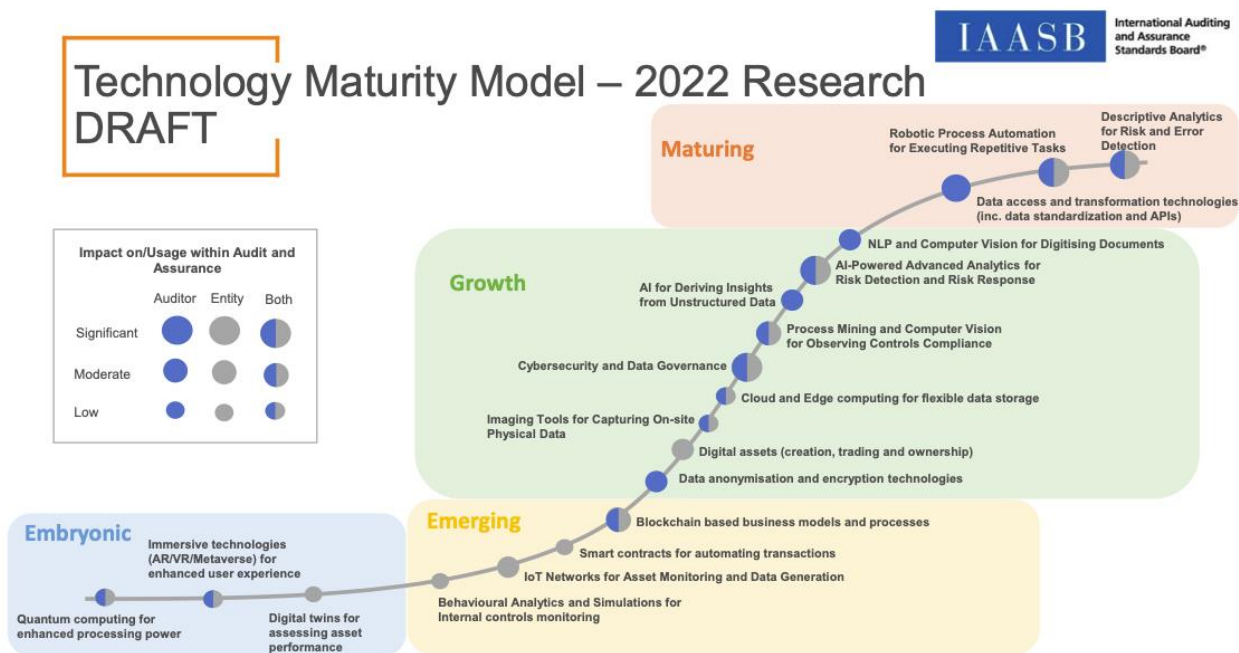 IAASB
International Auditing
and Assurance
Standards Board®
Technology Maturity Model – 2022 Research
DRAFT
Maturing
Robotic Process Automation
for Executing Repetitive Tasks
Descriptive Analytics
for Risk and Error
Detection
Data access and transformation technologies
(inc. data standardization and APIs)
Impact on/Usage within Audit and
Assurance
Auditor Entity Both
Significant
Moderate
Low
Growth
NLP and Computer Vision for Digitising Documents
AI-Powered Advanced Analytics for
Risk Detection and Risk Response
AI for Deriving Insights
from Unstructured Data
Process Mining and Computer Vision
for Observing Controls Compliance
Cybersecurity and Data Governance
Cloud and Edge computing for flexible data storage
Imaging Tools for Capturing On-site
Physical Data
Digital assets (creation, trading and ownership)
Data anonymisation and encryption technologies
Emerging
Blockchain based business models and processes
Smart contracts for automating transactions
IoT Networks for Asset Monitoring and Data Generation
Behavioural Analytics and Simulations for
Internal controls monitoring
Embryonic
Immersive technologies
(AR/VR/Metaverse) for
enhanced user experience
Quantum computing for
enhanced processing power
Digital twins for
assessing asset
performance